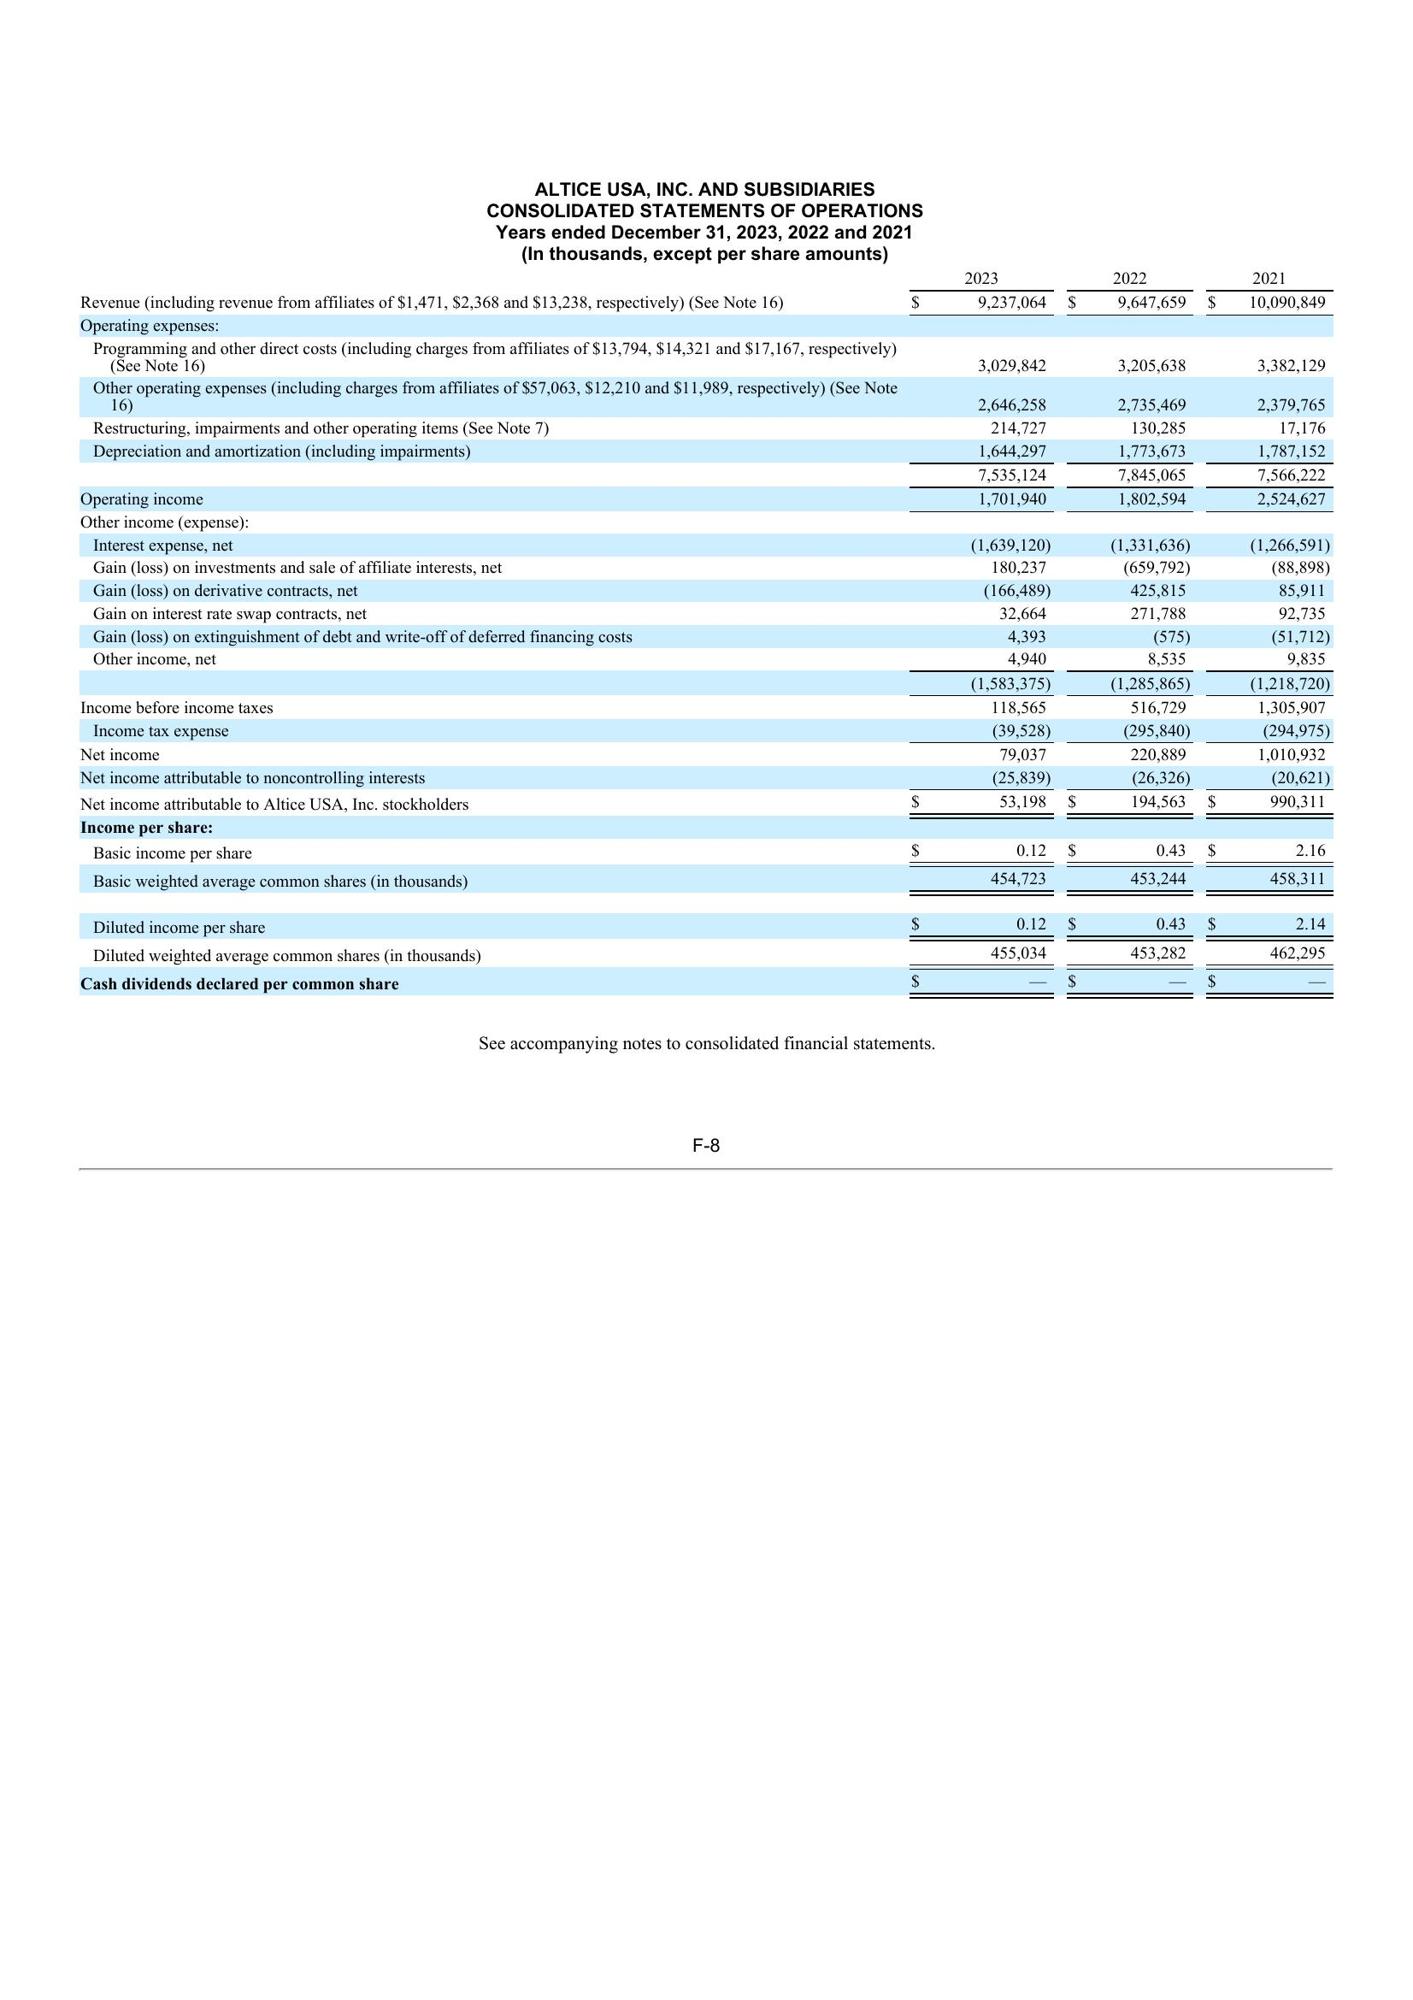 ALTICE USA, INC. AND SUBSIDIARIES
CONSOLIDATED STATEMENTS OF OPERATIONS
Years ended December 31, 2023, 2022 and 2021
(In thousands, except per share amounts)
2023 2022 2021
Revenue (including revenue from affiliates of $1,471, $2,368 and $13,238, respectively) (See Note 16) $ 9,237,064 $ 9,647,659 $ 10,090,849
Operating expenses:
Programming and other direct costs (including charges from affiliates of $13,794, $14,321 and $17,167, respectively)
(See Note 16) 3,029,842 3,205,638 3,382,129
Other operating expenses (including charges from affiliates of $57,063, $12,210 and $11,989, respectively) (See Note
16) 2,646,258 2,735,469 2,379,765
Restructuring, impairments and other operating items (See Note 7) 214,727 130,285 17,176
Depreciation and amortization (including impairments) 1,644,297 1,773,673 1,787,152
7,535,124 7,845,065 7,566,222
Operating income 1,701,940 1,802,594 2,524,627
Other income (expense):
Interest expense, net (1,639,120) (1,331,636) (1,266,591)
Gain (loss) on investments and sale of affiliate interests, net 180,237 (659,792) (88,898)
Gain (loss) on derivative contracts, net (166,489) 425,815 85,911
Gain on interest rate swap contracts, net 32,664 271,788 92,735
Gain (loss) on extinguishment of debt and write-off of deferred financing costs 4,393 (575) (51,712)
Other income, net 4,940 8,535 9,835
(1,583,375) (1,285,865) (1,218,720)
Income before income taxes 118,565 516,729 1,305,907
Income tax expense (39,528) (295,840) (294,975)
Net income 79,037 220,889 1,010,932
Net income attributable to noncontrolling interests (25,839) (26,326) (20,621)
Net income attributable to Altice USA, Inc. stockholders $ 53,198 $ 194,563 $ 990,311
Income per share:
Basic income per share $ 0.12 $ 0.43 $ 2.16
Basic weighted average common shares (in thousands) 454,723 453,244 458,311
Diluted income per share $ 0.12 $ 0.43 $ 2.14
Diluted weighted average common shares (in thousands) 455,034 453,282 462,295
Cash dividends declared per common share $ — $ — $ —
See accompanying notes to consolidated financial statements.
F-8